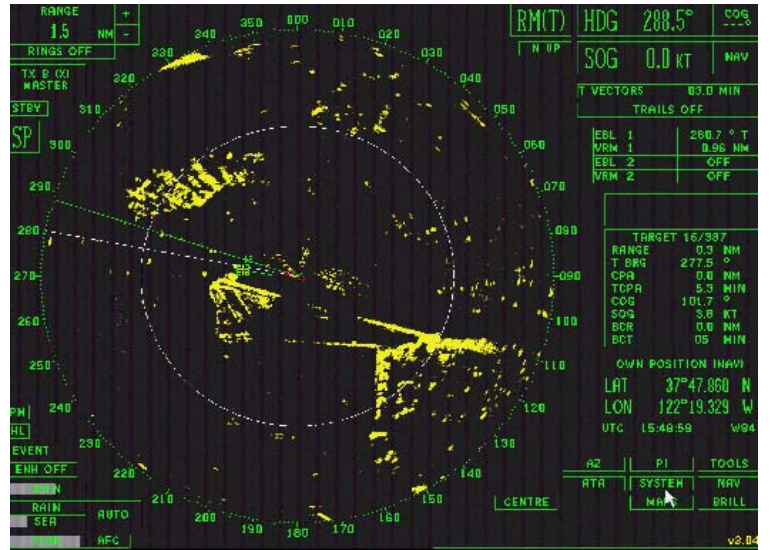 RANGE +
1.5 NM -
RINGS OFF
TX B (X)
MASTER
STBY
SP
RM(T)
N UP
HDG 288.5°
COG
---°
SOG 0.0 KT
NAV
T VECTORS 03.0 MIN
TRAILS OFF
EBL 1 280.7 ° T
VRM 1 0.96 NM
EBL 2 OFF
VRM 2 OFF
TARGET 16/387
RANGE 0.3 NM
T BRG 277.5 °
CPA 0.0 NM
TCPA 5.3 MIN
COG 101.7 °
SOG 3.8 KT
BCR 0.0 NM
BCT 05 MIN
OWN POSITION (NAV)
LAT 37°47.860 N
LON 122°19.329 W
UTC 15:48:59 W84
AZ PI TOOLS
ATA SYSTEM NAV
MAPS BRILL
CENTRE
v3.04
000
010
020
030
040
050
060
070
080
090
100
110
120
130
140
150
160
170
180
190
200
210
220
230
240
250
260
270
280
290
300
310
320
330
340
HL
EVENT
ENH OFF
GAIN
RAIN
SEA
AUTO
AFC